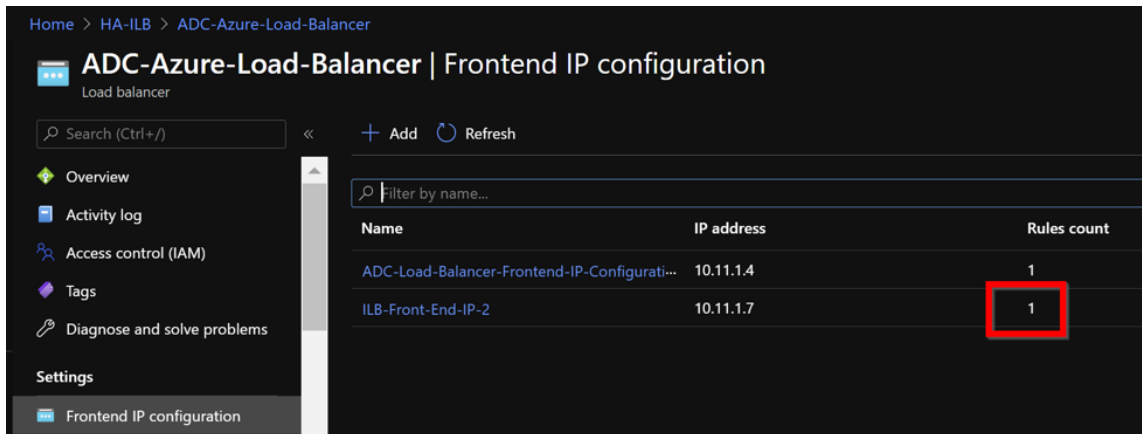 Home > HA-ILB > ADC-Azure-Load-Balancer
ADC-Azure-Load-Balancer | Frontend IP configuration
Load balancer
Search (Ctrl+/)
«
+ Add Refresh
Overview
Filter by name...
Activity log
Name IP address Rules count
Access control (IAM)
ADC-Load-Balancer-Frontend-IP-Configurati... 10.11.1.4 1
Tags
ILB-Front-End-IP-2 10.11.1.7 1
Diagnose and solve problems
Settings
Frontend IP configuration